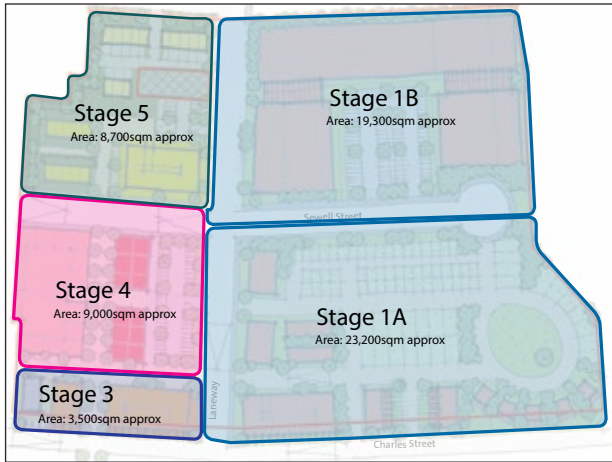 Stage 5
Area: 8,700sqm approx
Stage 1B
Area: 19,300sqm approx
Sewell Street
Stage 4
Area: 9,000sqm approx
Stage 1A
Area: 23,200sqm approx
Stage 3
Area: 3,500sqm approx
Laneway
Charles Street